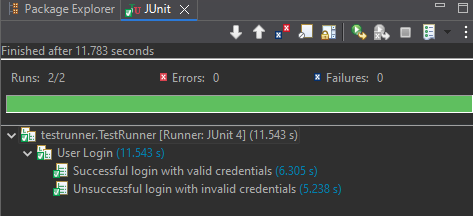 Package Explorer JUnit
Finished after 11.783 seconds
Runs: 2/2 Errors: 0 Failures: 0
testrunner.TestRunner [Runner: JUnit 4] (11.543 s)
User Login (11.543 s)
Successful login with valid credentials (6.305 s)
Unsuccessful login with invalid credentials (5.238 s)